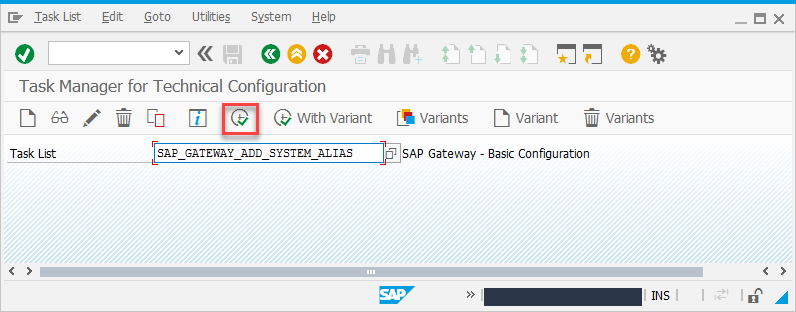 Task List Edit Goto Utilities System Help
Task Manager for Technical Configuration
With Variant Variants Variant Variants
Task List SAP_GATEWAY_ADD_SYSTEM_ALIAS SAP Gateway - Basic Configuration
SAP INS